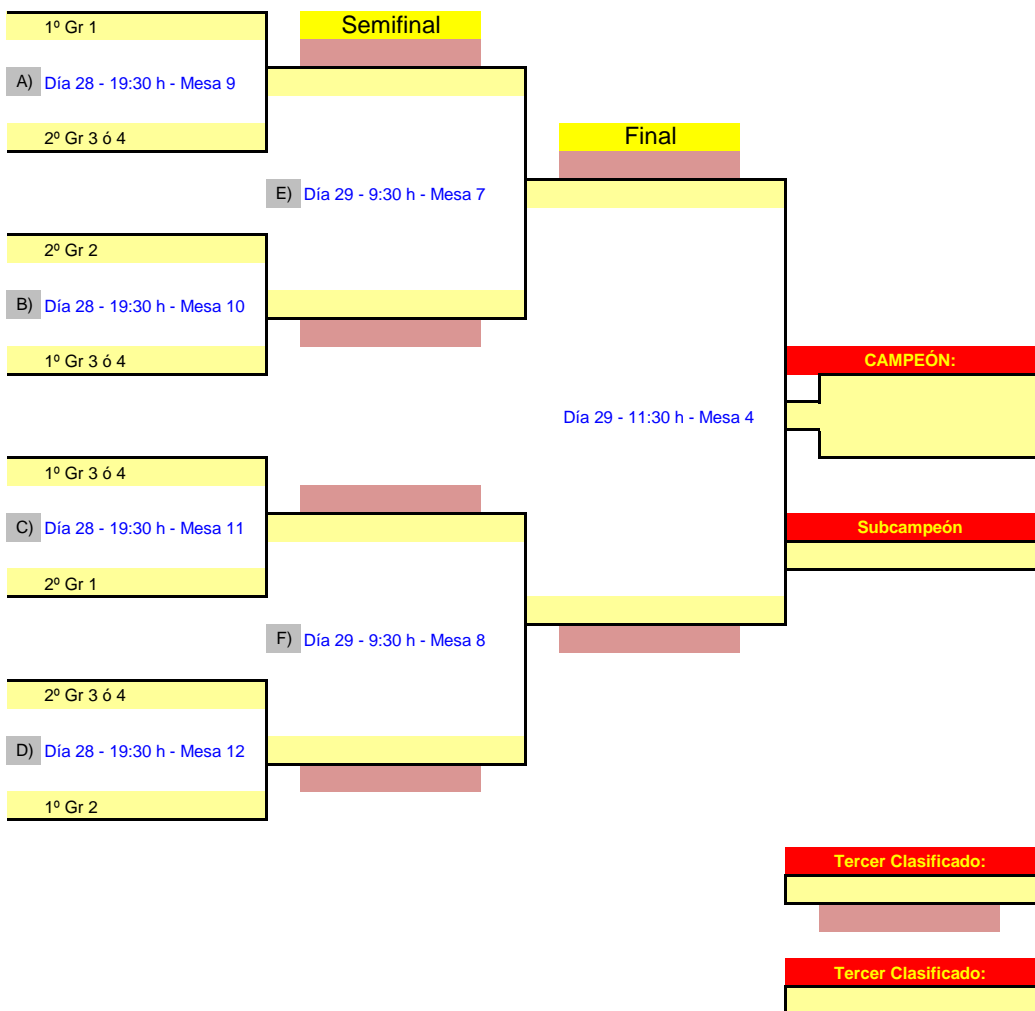 1º Gr 1
Semifinal
A) Día 28 - 19:30 h - Mesa 9
2º Gr 3 ó 4
Final
E) Día 29 - 9:30 h - Mesa 7
2º Gr 2
B) Día 28 - 19:30 h - Mesa 10
1º Gr 3 ó 4
CAMPEÓN:
Día 29 - 11:30 h - Mesa 4
1º Gr 3 ó 4
C) Día 28 - 19:30 h - Mesa 11
Subcampeón
2º Gr 1
F) Día 29 - 9:30 h - Mesa 8
2º Gr 3 ó 4
D) Día 28 - 19:30 h - Mesa 12
1º Gr 2
Tercer Clasificado:
Tercer Clasificado: